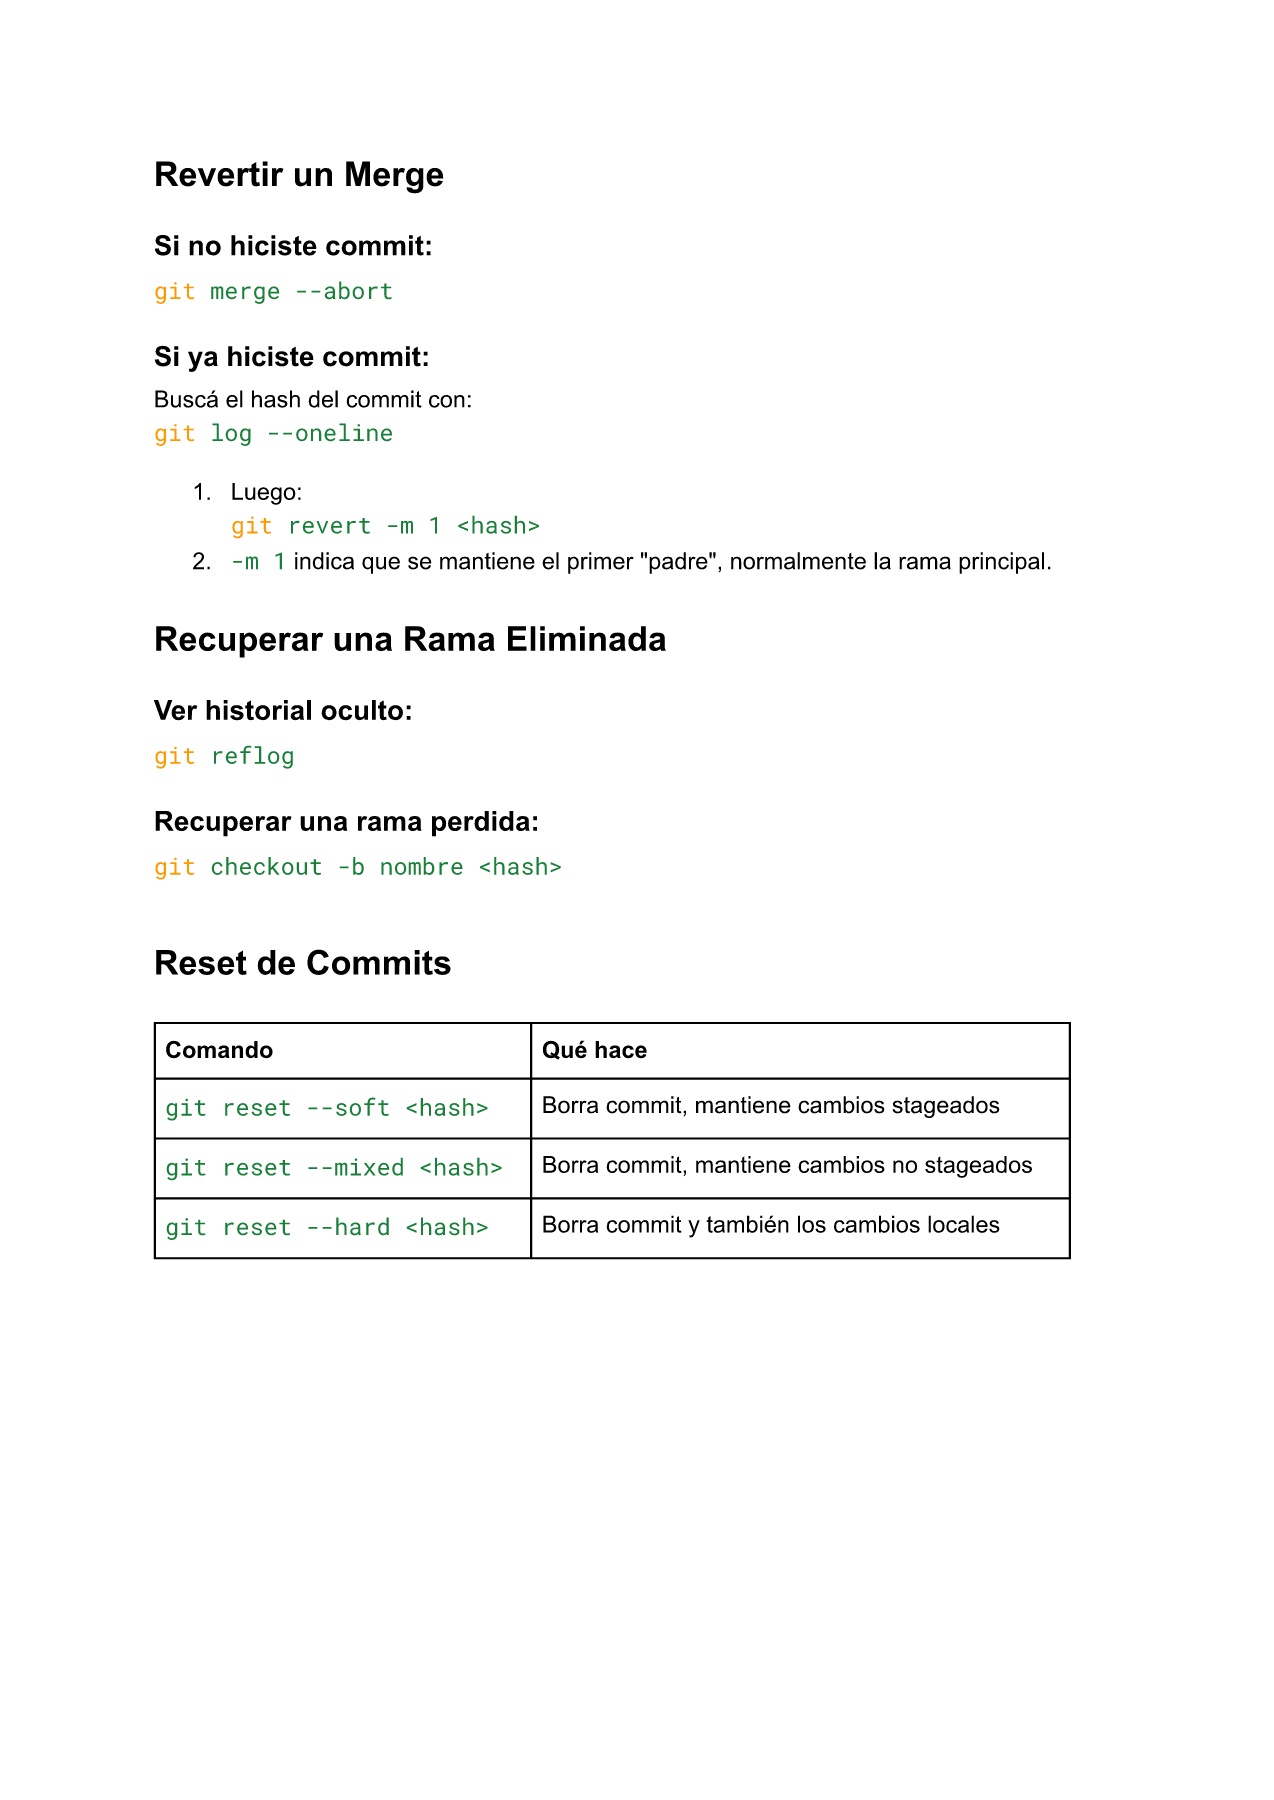 Revertir un Merge
Si no hiciste commit:
git merge --abort
Si ya hiciste commit:
Buscá el hash del commit con:
git log --oneline
1. Luego:
git revert -m 1 <hash>
2. -m 1 indica que se mantiene el primer "padre", normalmente la rama principal.
Recuperar una Rama Eliminada
Ver historial oculto:
git reflog
Recuperar una rama perdida:
git checkout -b nombre <hash>
Reset de Commits
Comando Qué hace
git reset --soft <hash> Borra commit, mantiene cambios stageados
git reset --mixed <hash> Borra commit, mantiene cambios no stageados
git reset --hard <hash> Borra commit y también los cambios locales